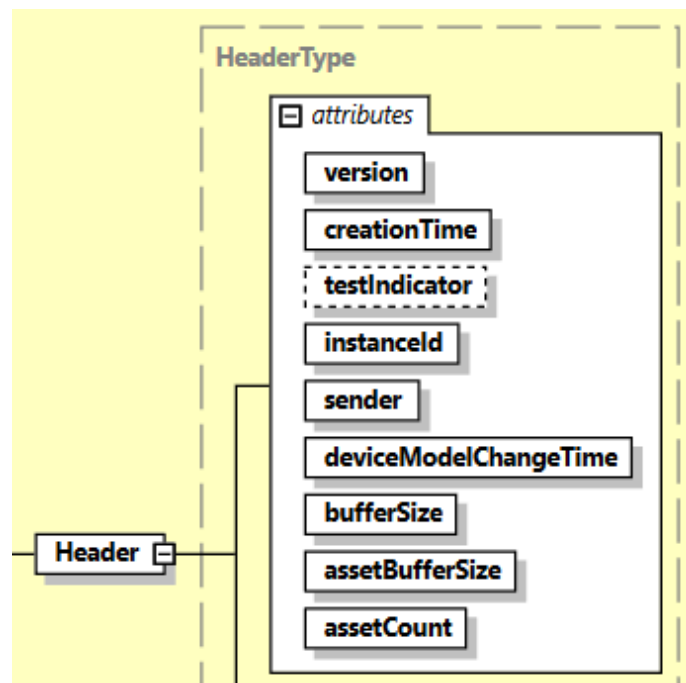 HeaderType
attributes
version
creationTime
testIndicator
instanceId
sender
deviceModelChangeTime
bufferSize
Header
assetBufferSize
assetCount